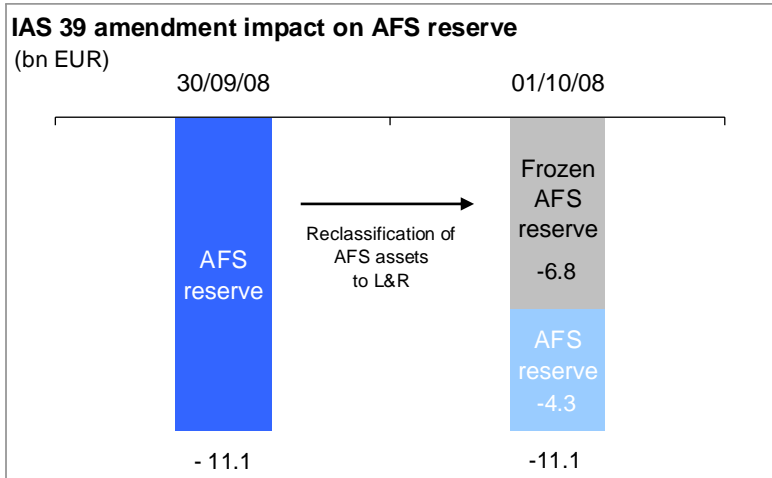 IAS 39 amendment impact on AFS reserve
(bn EUR)
30/09/08
01/10/08
AFS
reserve
Reclassification of
AFS assets
to L&R
Frozen
AFS
reserve
-6.8
AFS
reserve
-4.3
- 11.1
-11.1